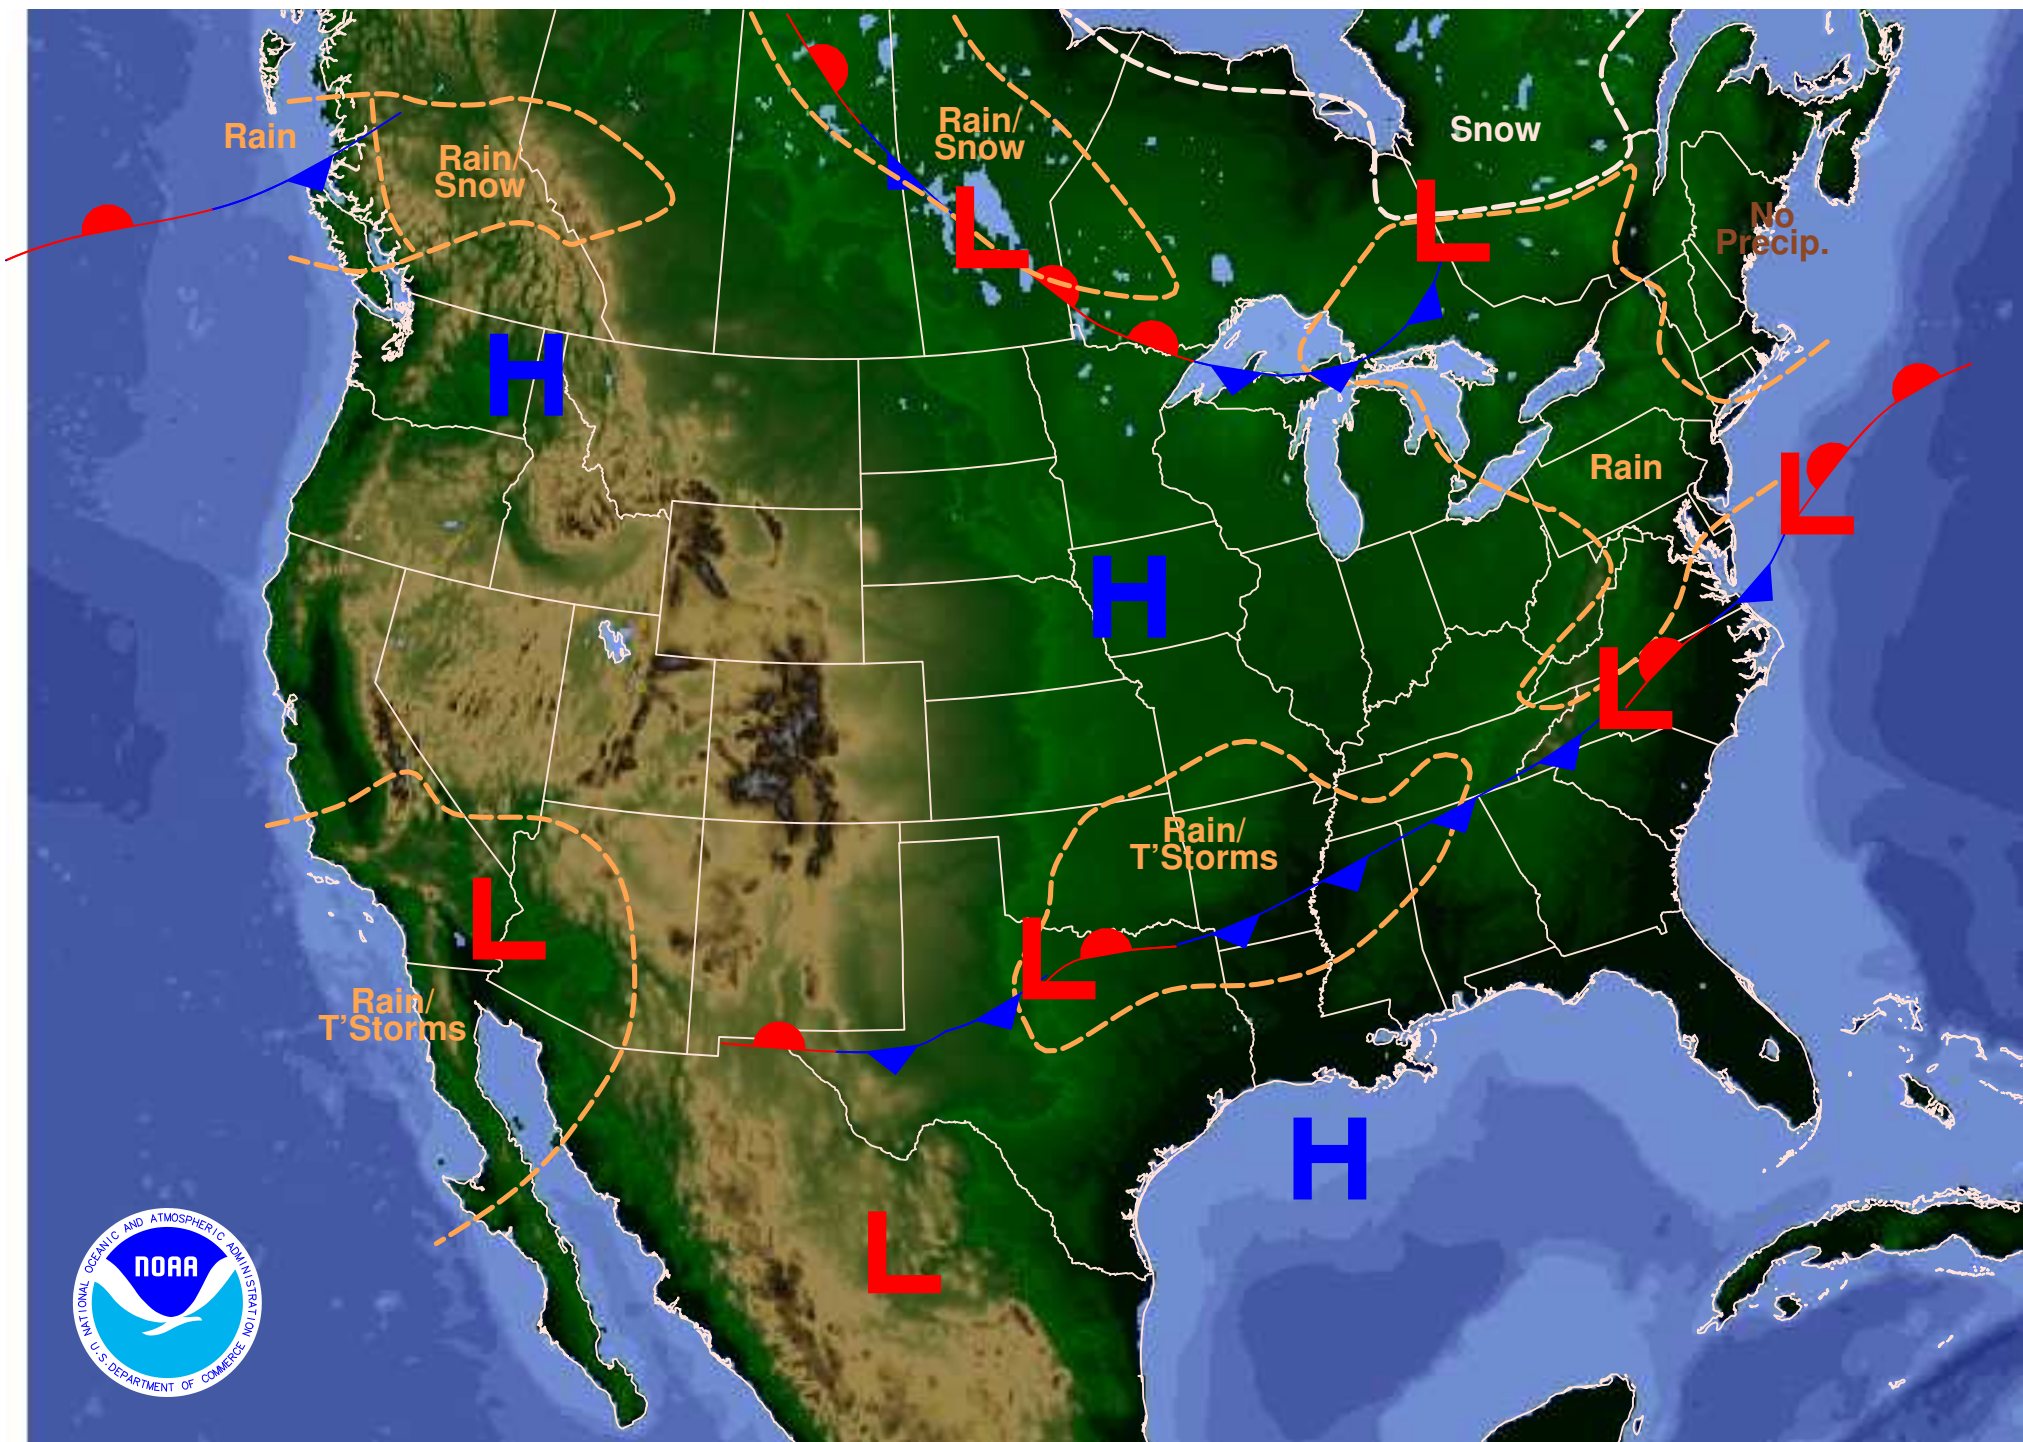 Rain
Rain/
Snow
Rain/
Snow
Snow
No
Precip.
H
L
L
Rain
L
H
L
Rain/
T'Storms
L
L
Rain/
T'Storms
H
L
NATIONAL OCEANIC AND ATMOSPHERIC ADMINISTRATION
NOAA
U.S. DEPARTMENT OF COMMERCE